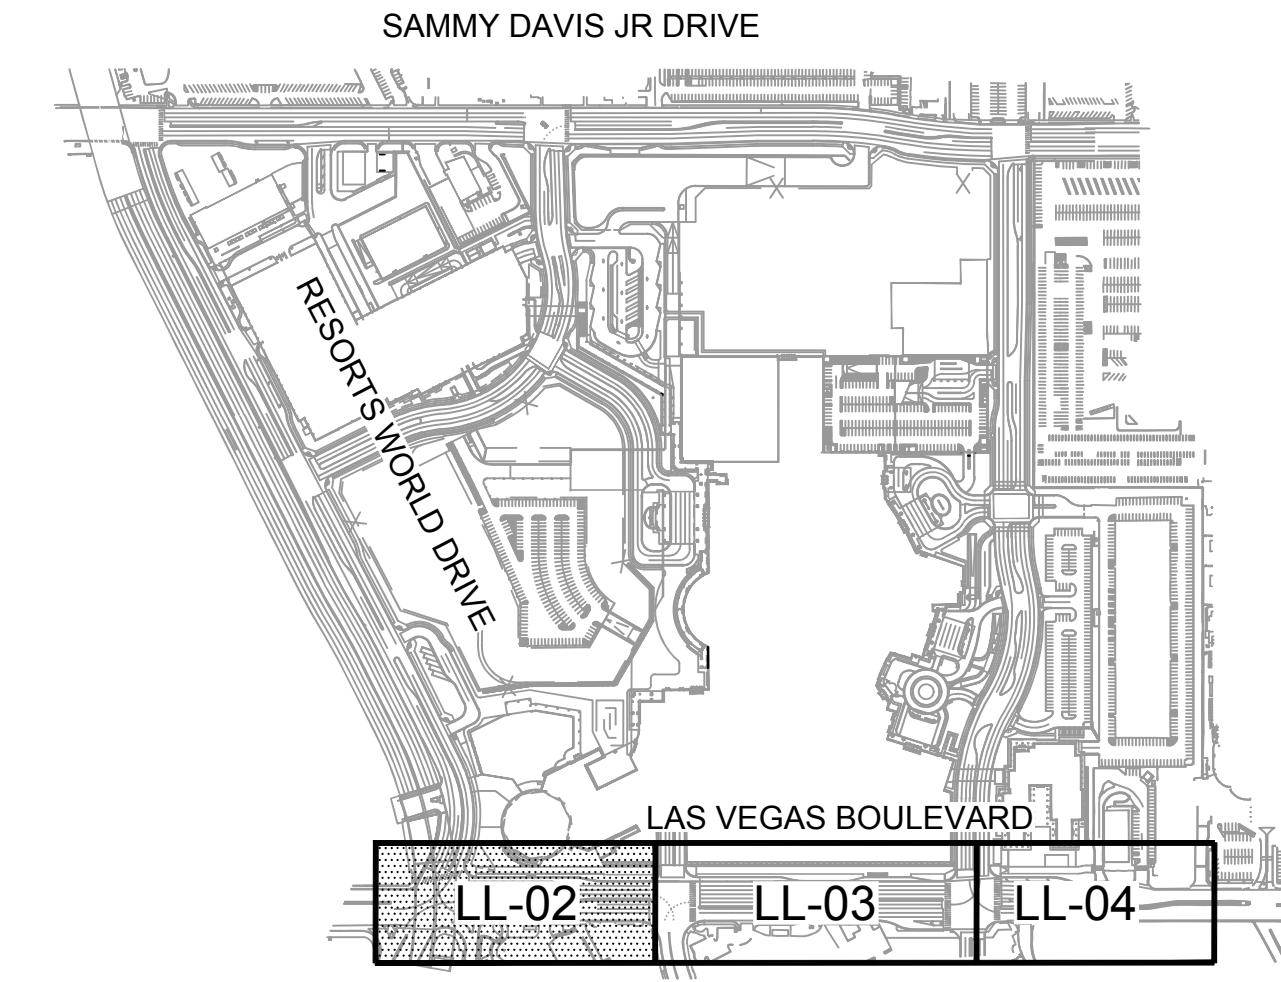 SAMMY DAVIS JR DRIVE
RESORTS WORLD DRIVE
LAS VEGAS BOULEVARD
LL-02
LL-03
LL-04